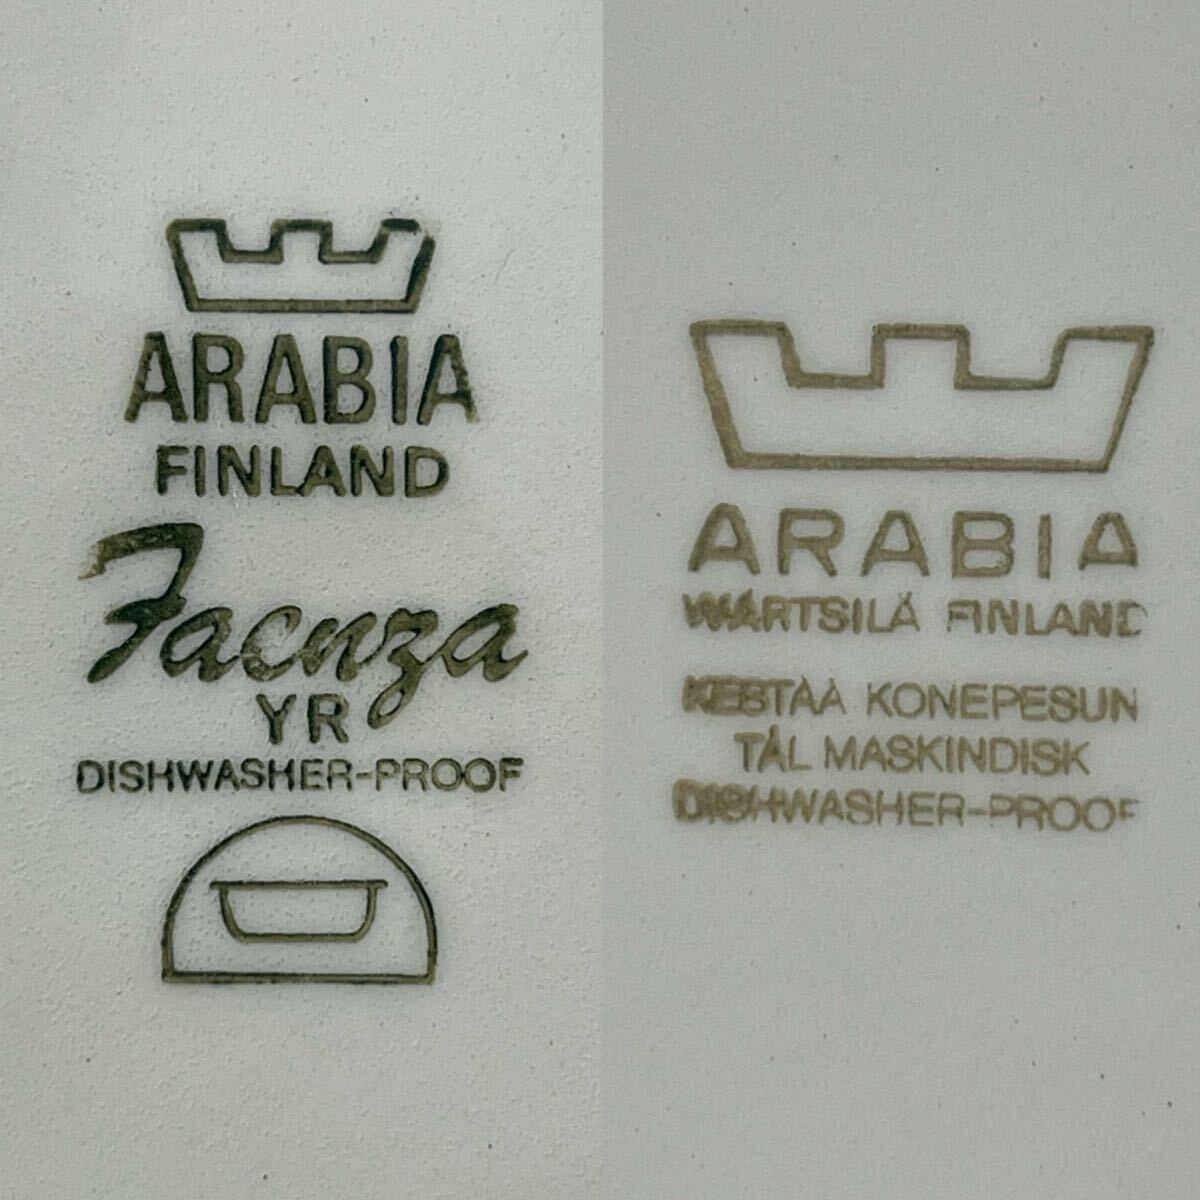 ARABIA
FINLAND
Faenza
YR
DISHWASHER-PROOF
ARABIA
WÄRTSILÄ FINLAND
KESTÄÄ KONEPESUN
TÅL MASKINDISK
DISHWASHER-PROOF